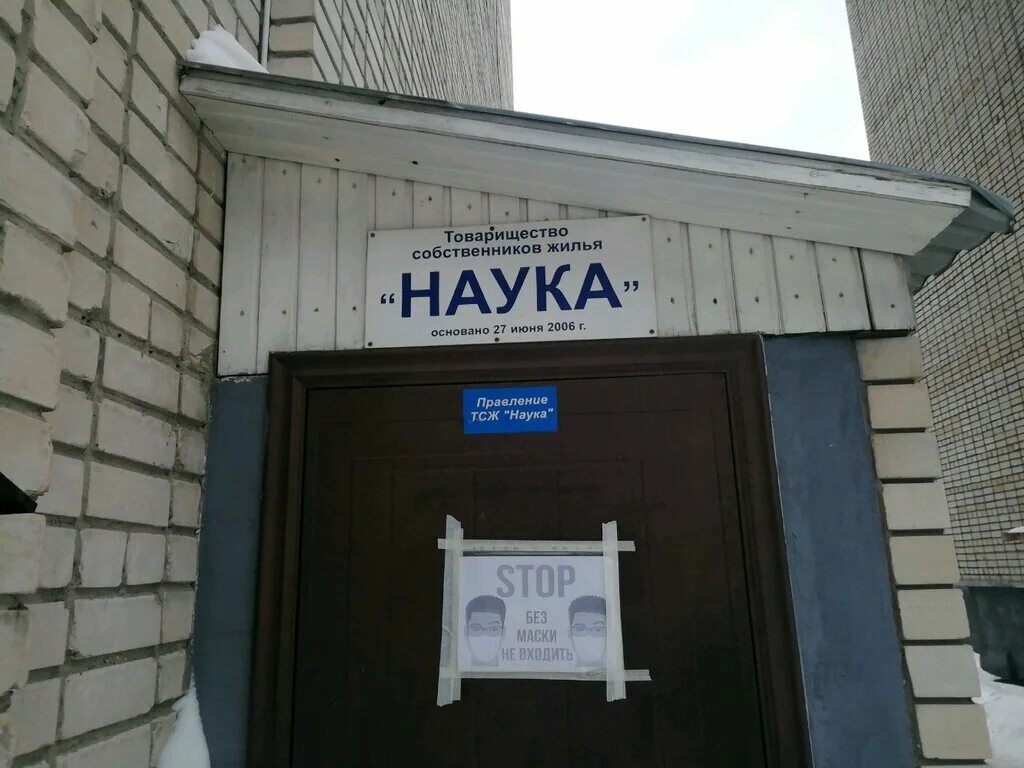 Товарищество
собственников жилья
“НАУКА”
основано 27 июня 2006 г.
Правление
ТСЖ "Наука"
STOP
БЕЗ
МАСКИ
НЕ ВХОДИТЬ